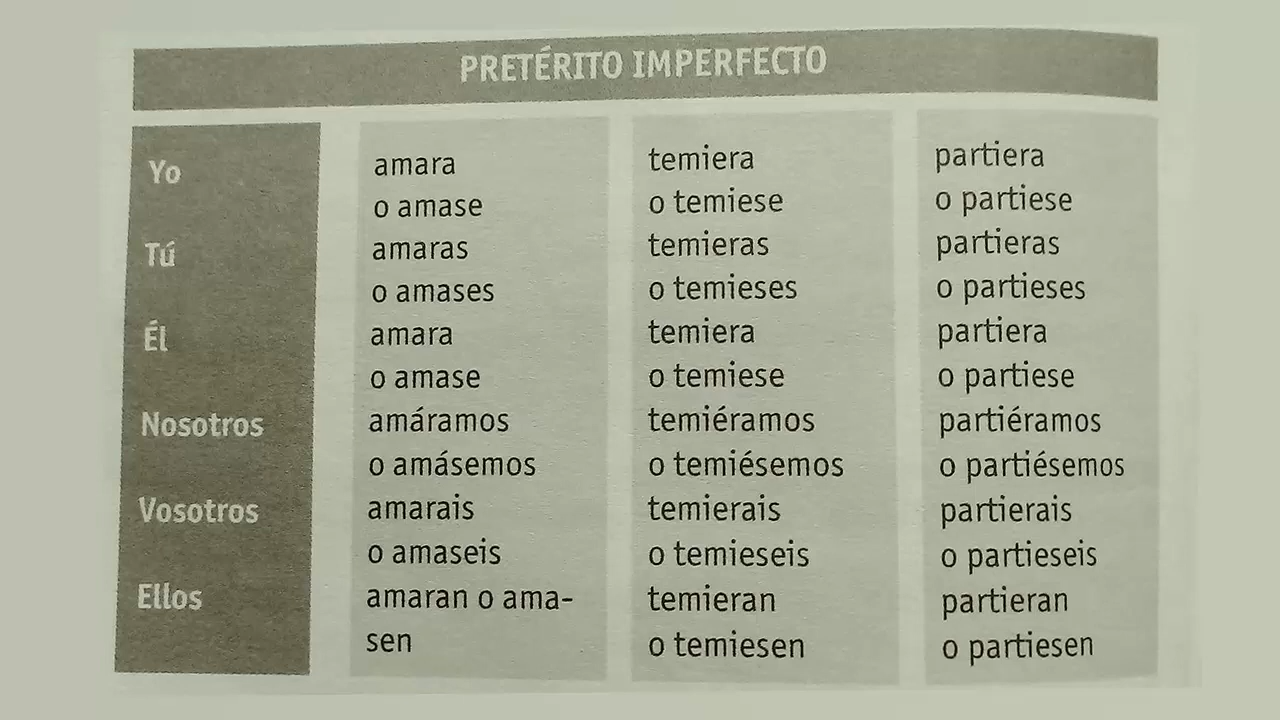 PRETÉRITO IMPERFECTO
Yo amara temiera partiera
o amase o temiese o partiese
Tú amaras temieras partieras
o amases o temieses o partieses
Él amara temiera partiera
o amase o temiese o partiese
Nosotros amáramos temiéramos partiéramos
o amásemos o temiésemos o partiésemos
Vosotros amarais temierais partierais
o amaseis o temieseis o partieseis
Ellos amaran o ama- temieran partieran
sen o temiesen o partiesen